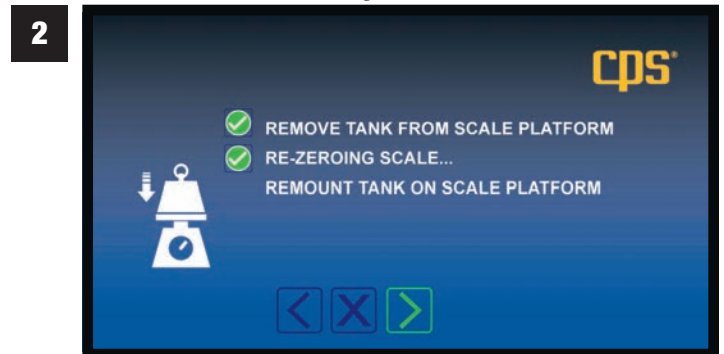 2
cps®
REMOVE TANK FROM SCALE PLATFORM
RE-ZEROING SCALE...
REMOUNT TANK ON SCALE PLATFORM